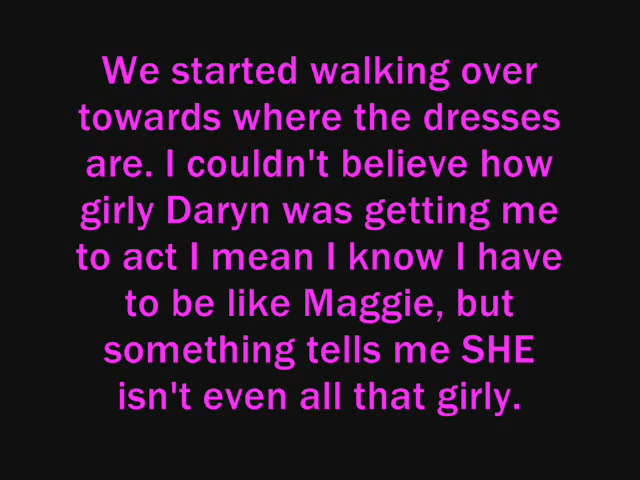 We started walking over
towards where the dresses
are. I couldn't believe how
girly Daryn was getting me
to act I mean I know I have
to be like Maggie, but
something tells me SHE
isn't even all that girly.